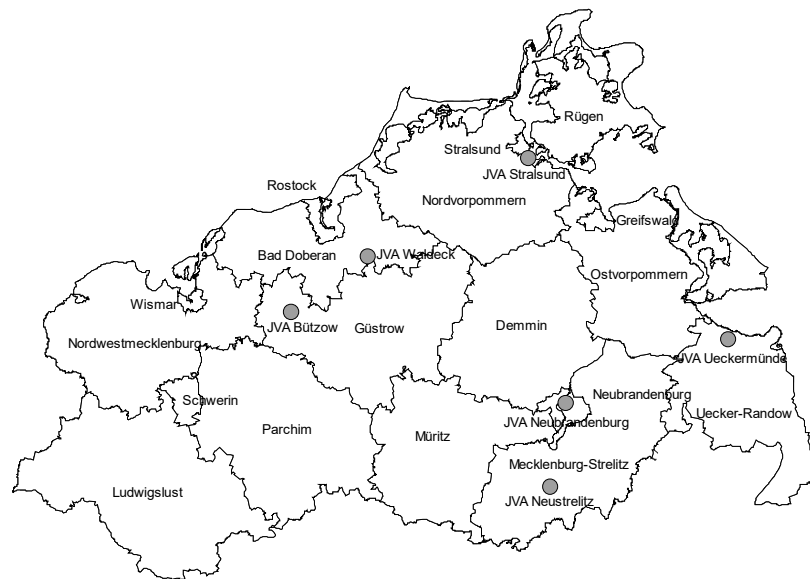 Rügen
Stralsund
JVA Stralsund
Rostock
Nordvorpommern
Greifswald
Bad Doberan
JVA Waldeck
Ostvorpommern
Wismar
JVA Bützow
Güstrow
Demmin
Nordwestmecklenburg
JVA Ueckermünde
Schwerin
Neubrandenburg
Parchim
Müritz
JVA Neubrandenburg
Uecker-Randow
Mecklenburg-Strelitz
Ludwigslust
JVA Neustrelitz